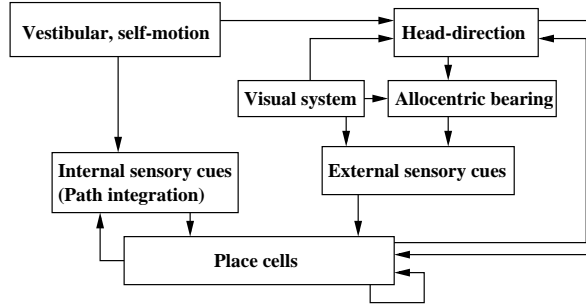 Vestibular, self-motion
Head-direction
Visual system
Allocentric bearing
Internal sensory cues
(Path integration)
External sensory cues
Place cells